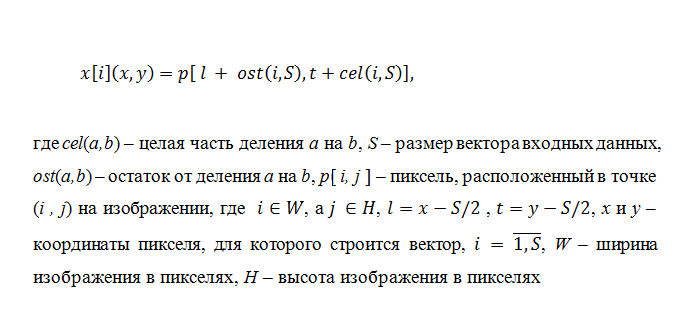 x[i](x,y) = p[ l + ost(i,S), t + cel(i,S)],
где cel(a,b) – целая часть деления a на b, S – размер вектора входных данных,
ost(a,b) – остаток от деления a на b, p[ i, j ] – пиксель, расположенный в точке
(i , j) на изображении, где i ∈ W, а j ∈ H, l = x − S/2 , t = y − S/2, x и y –
координаты пикселя, для которого строится вектор, i = \overline{1,S}, W – ширина
изображения в пикселях, H – высота изображения в пикселях